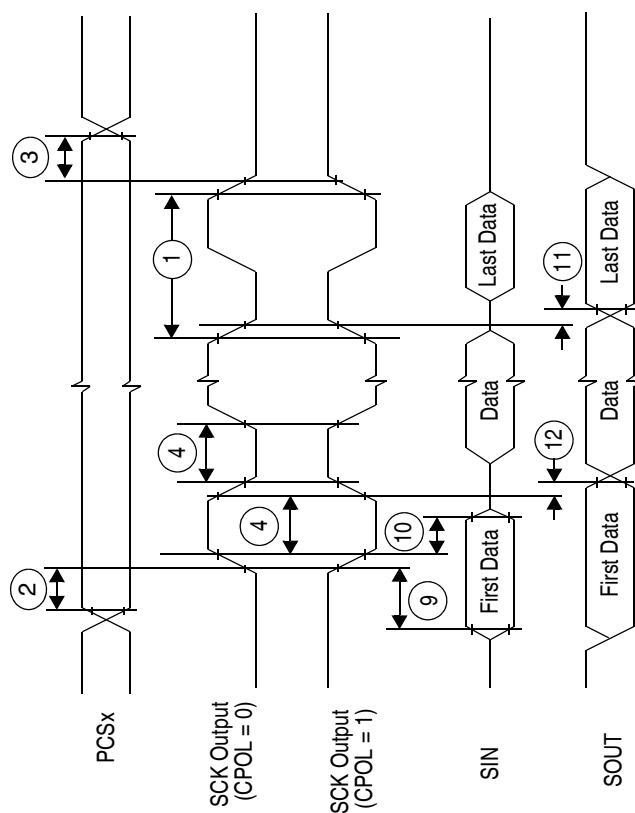 PCSx
2
3
SCK Output
(CPOL = 0)
4
1
SCK Output
(CPOL = 1)
4
9
10
SIN
First Data
Data
Last Data
12
11
SOUT
First Data
Data
Last Data